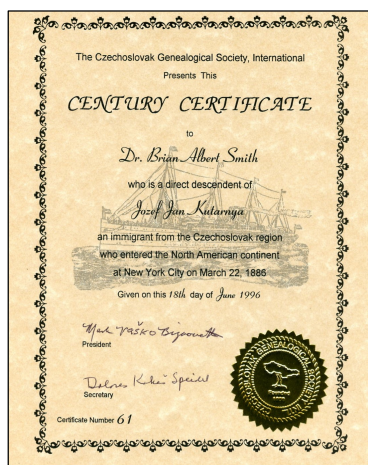 The Czechoslovak Genealogical Society, International
Presents This
CENTURY CERTIFICATE
to
Dr. Brian Albert Smith
who is a direct descendent of
Jozef Jan Kutarnya
an immigrant from the Czechoslovak region
who entered the North American continent
at New York City on March 22, 1886
Given on this 18th day of June 1996
President
Secretary
Certificate Number 61